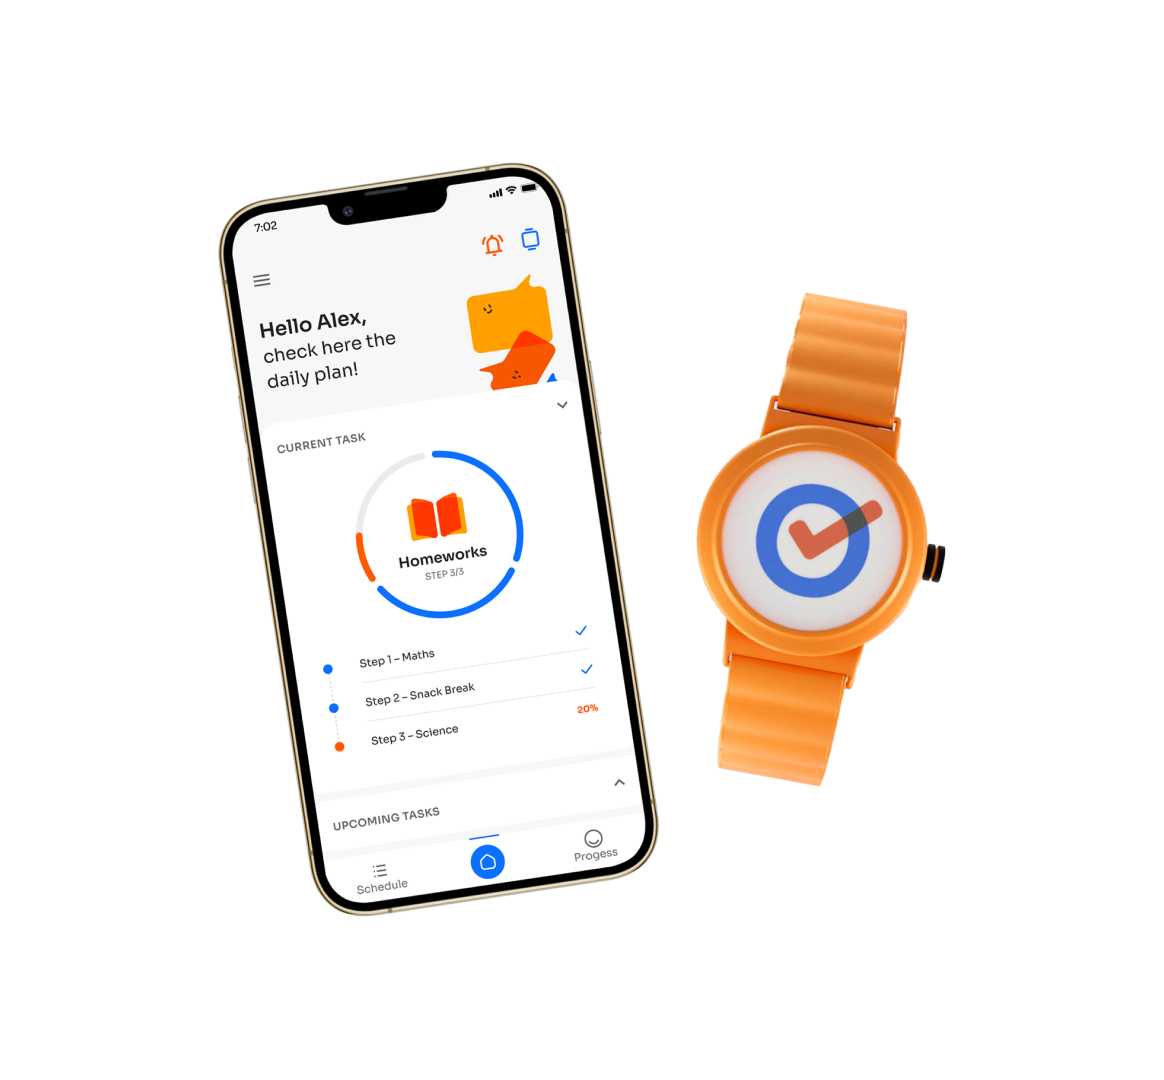 7:02
Hello Alex,
check here the
daily plan!
CURRENT TASK
Homeworks
STEP 3/3
Step 1 – Maths
Step 2 – Snack Break
Step 3 – Science
20%
UPCOMING TASKS
Schedule
Progess